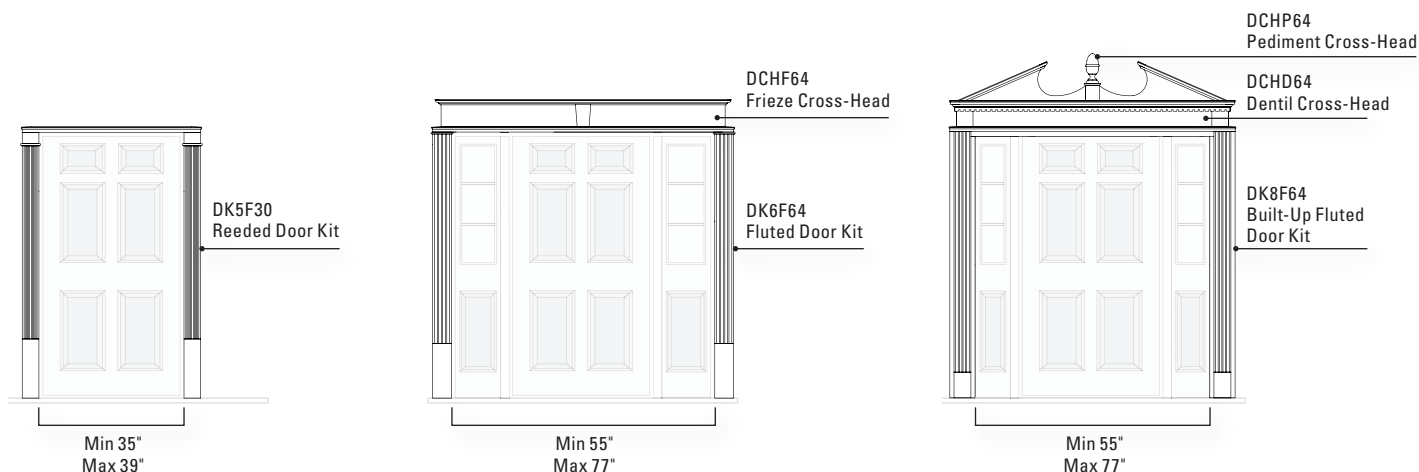 DK5F30
Reeded Door Kit
Min 35"
Max 39"
DCHF64
Frieze Cross-Head
DK6F64
Fluted Door Kit
Min 55"
Max 77"
DCHP64
Pediment Cross-Head
DCHD64
Dentil Cross-Head
DK8F64
Built-Up Fluted
Door Kit
Min 55"
Max 77"